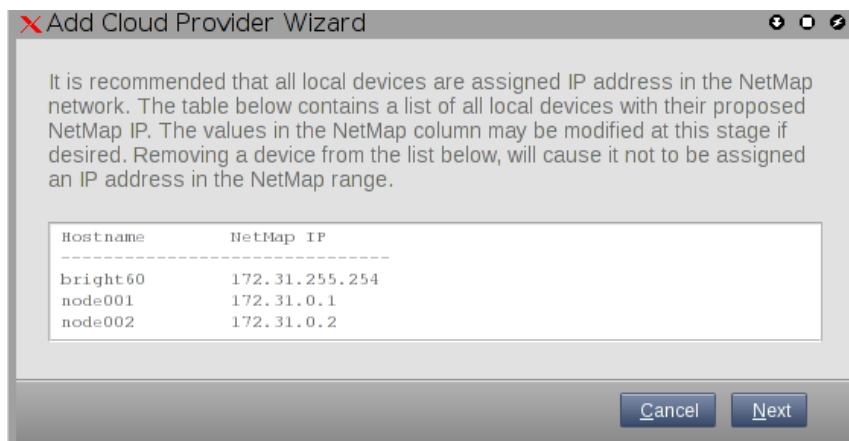 Add Cloud Provider Wizard
It is recommended that all local devices are assigned IP address in the NetMap
network. The table below contains a list of all local devices with their proposed
NetMap IP. The values in the NetMap column may be modified at this stage if
desired. Removing a device from the list below, will cause it not to be assigned
an IP address in the NetMap range.
Hostname NetMap IP
--------------------------------
bright60 172.31.255.254
node001 172.31.0.1
node002 172.31.0.2
Cancel Next